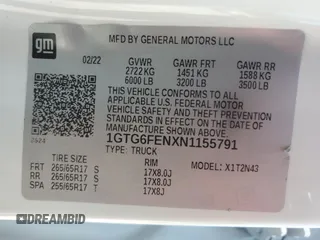 gm
MFD BY GENERAL MOTORS LLC
02/22 GVWR GAWR FRT GAWR RR
2722 KG 1451 KG 1588 KG
6000 LB 3200 LB 3500 LB
THIS VEHICLE CONFORMS TO ALL APPLICABLE U.S. FEDERAL MOTOR VEHICLE SAFETY, BUMPER, AND THEFT PREVENTION STANDARDS IN EFFECT ON THE DATE OF MANUFACTURE SHOWN ABOVE.
1GTG6FENXN1155791
TYPE: TRUCK MODEL: X1T2N43
TIRE SIZE RIM
FRT 265/65R17 S 17X8.0J
RR 265/65R17 S 17X8.0J
SPA 255/65R17 T 17X8J
DREAMBID